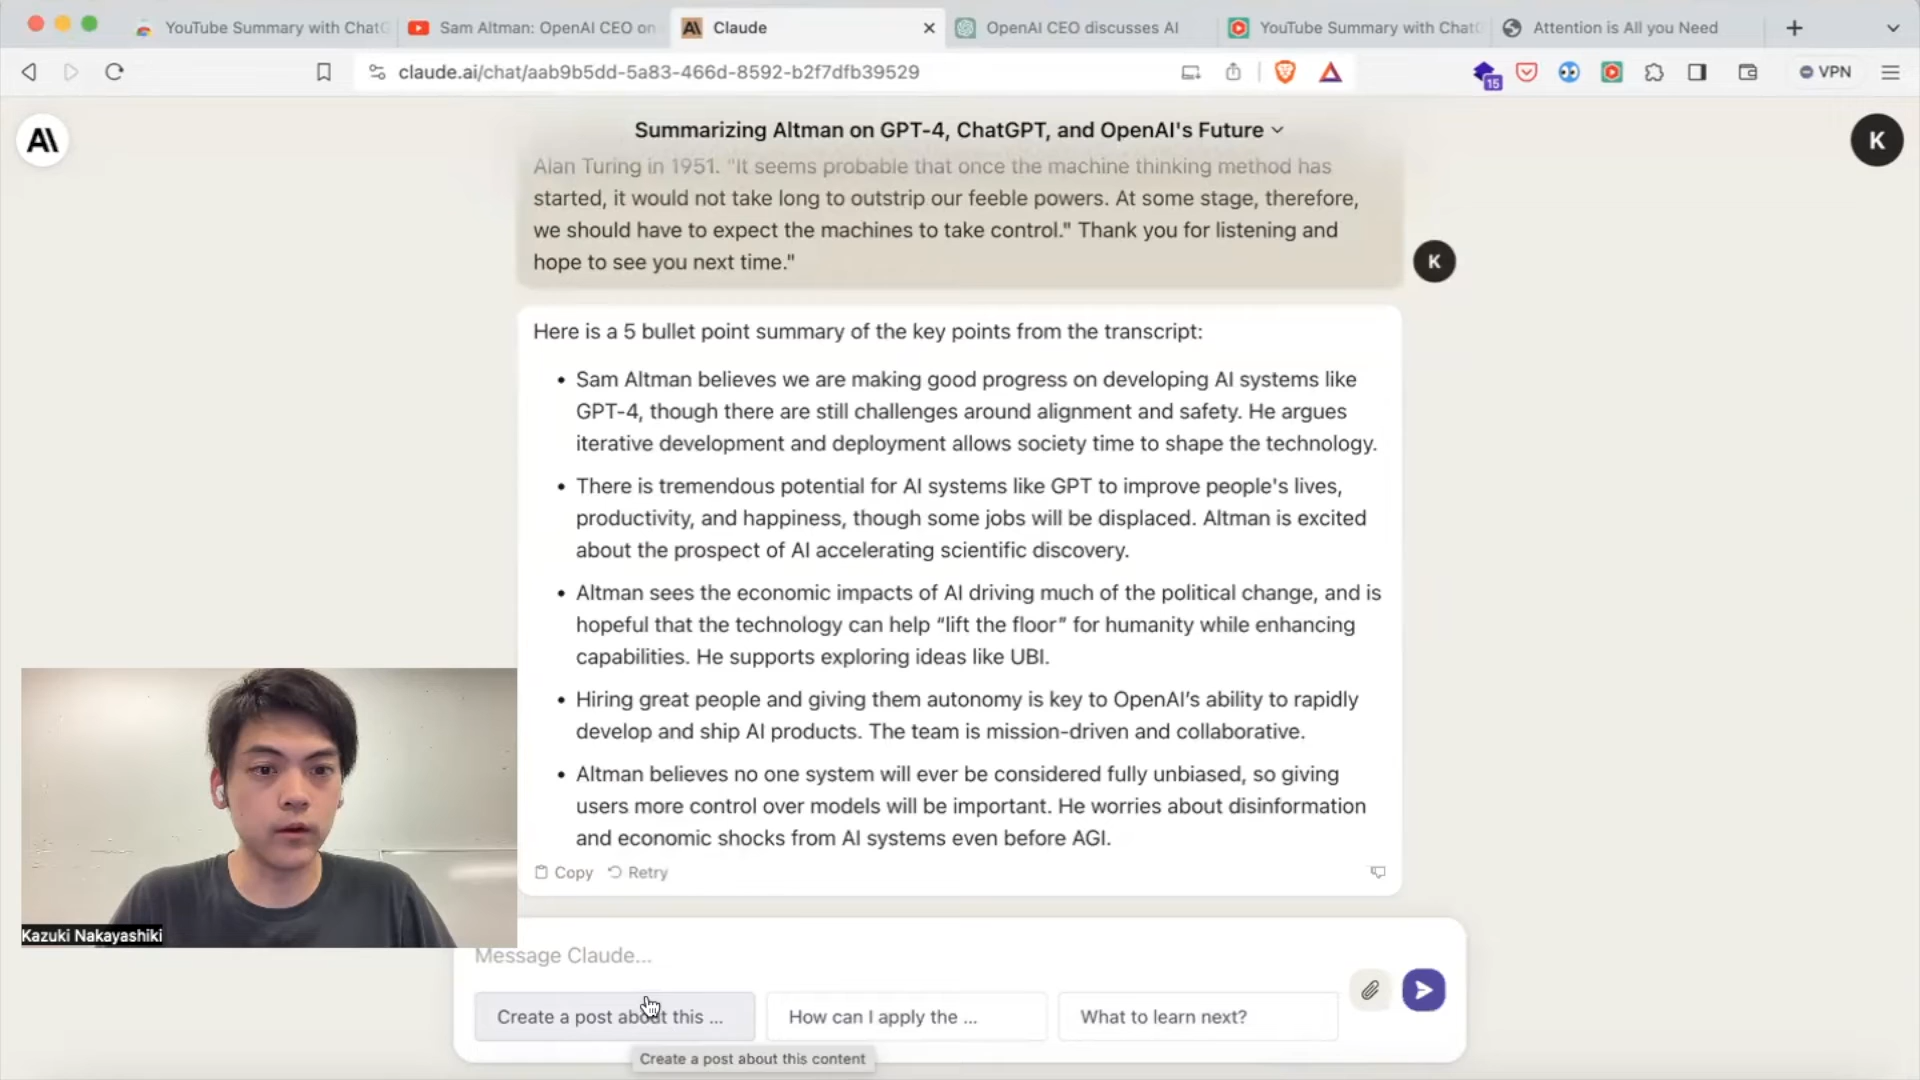 YouTube Summary with ChatG
Sam Altman: OpenAI CEO on
Claude
OpenAI CEO discusses AI
YouTube Summary with ChatG
Attention is All you Need
claude.ai/chat/aab9b5dd-5a83-466d-8592-b2f7dfb39529
15
VPN
A\
Summarizing Altman on GPT-4, ChatGPT, and OpenAI's Future
K
Alan Turing in 1951. "It seems probable that once the machine thinking method has
started, it would not take long to outstrip our feeble powers. At some stage, therefore,
we should have to expect the machines to take control." Thank you for listening and
hope to see you next time."
K
Here is a 5 bullet point summary of the key points from the transcript:
• Sam Altman believes we are making good progress on developing AI systems like
GPT-4, though there are still challenges around alignment and safety. He argues
iterative development and deployment allows society time to shape the technology.
• There is tremendous potential for AI systems like GPT to improve people's lives,
productivity, and happiness, though some jobs will be displaced. Altman is excited
about the prospect of AI accelerating scientific discovery.
• Altman sees the economic impacts of AI driving much of the political change, and is
hopeful that the technology can help “lift the floor” for humanity while enhancing
capabilities. He supports exploring ideas like UBI.
• Hiring great people and giving them autonomy is key to OpenAI’s ability to rapidly
develop and ship AI products. The team is mission-driven and collaborative.
• Altman believes no one system will ever be considered fully unbiased, so giving
users more control over models will be important. He worries about disinformation
and economic shocks from AI systems even before AGI.
Copy Retry
Kazuki Nakayashiki
Message Claude...
Create a post about this ...
How can I apply the ...
What to learn next?
Create a post about this content